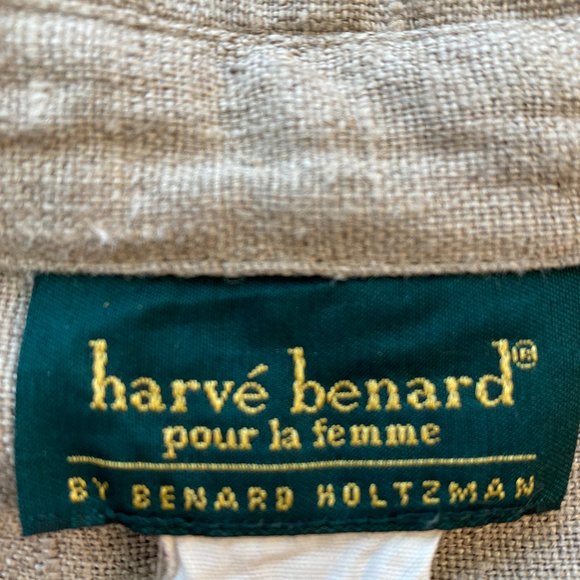 harvé benard®
pour la femme
BY BENARD HOLTZMAN